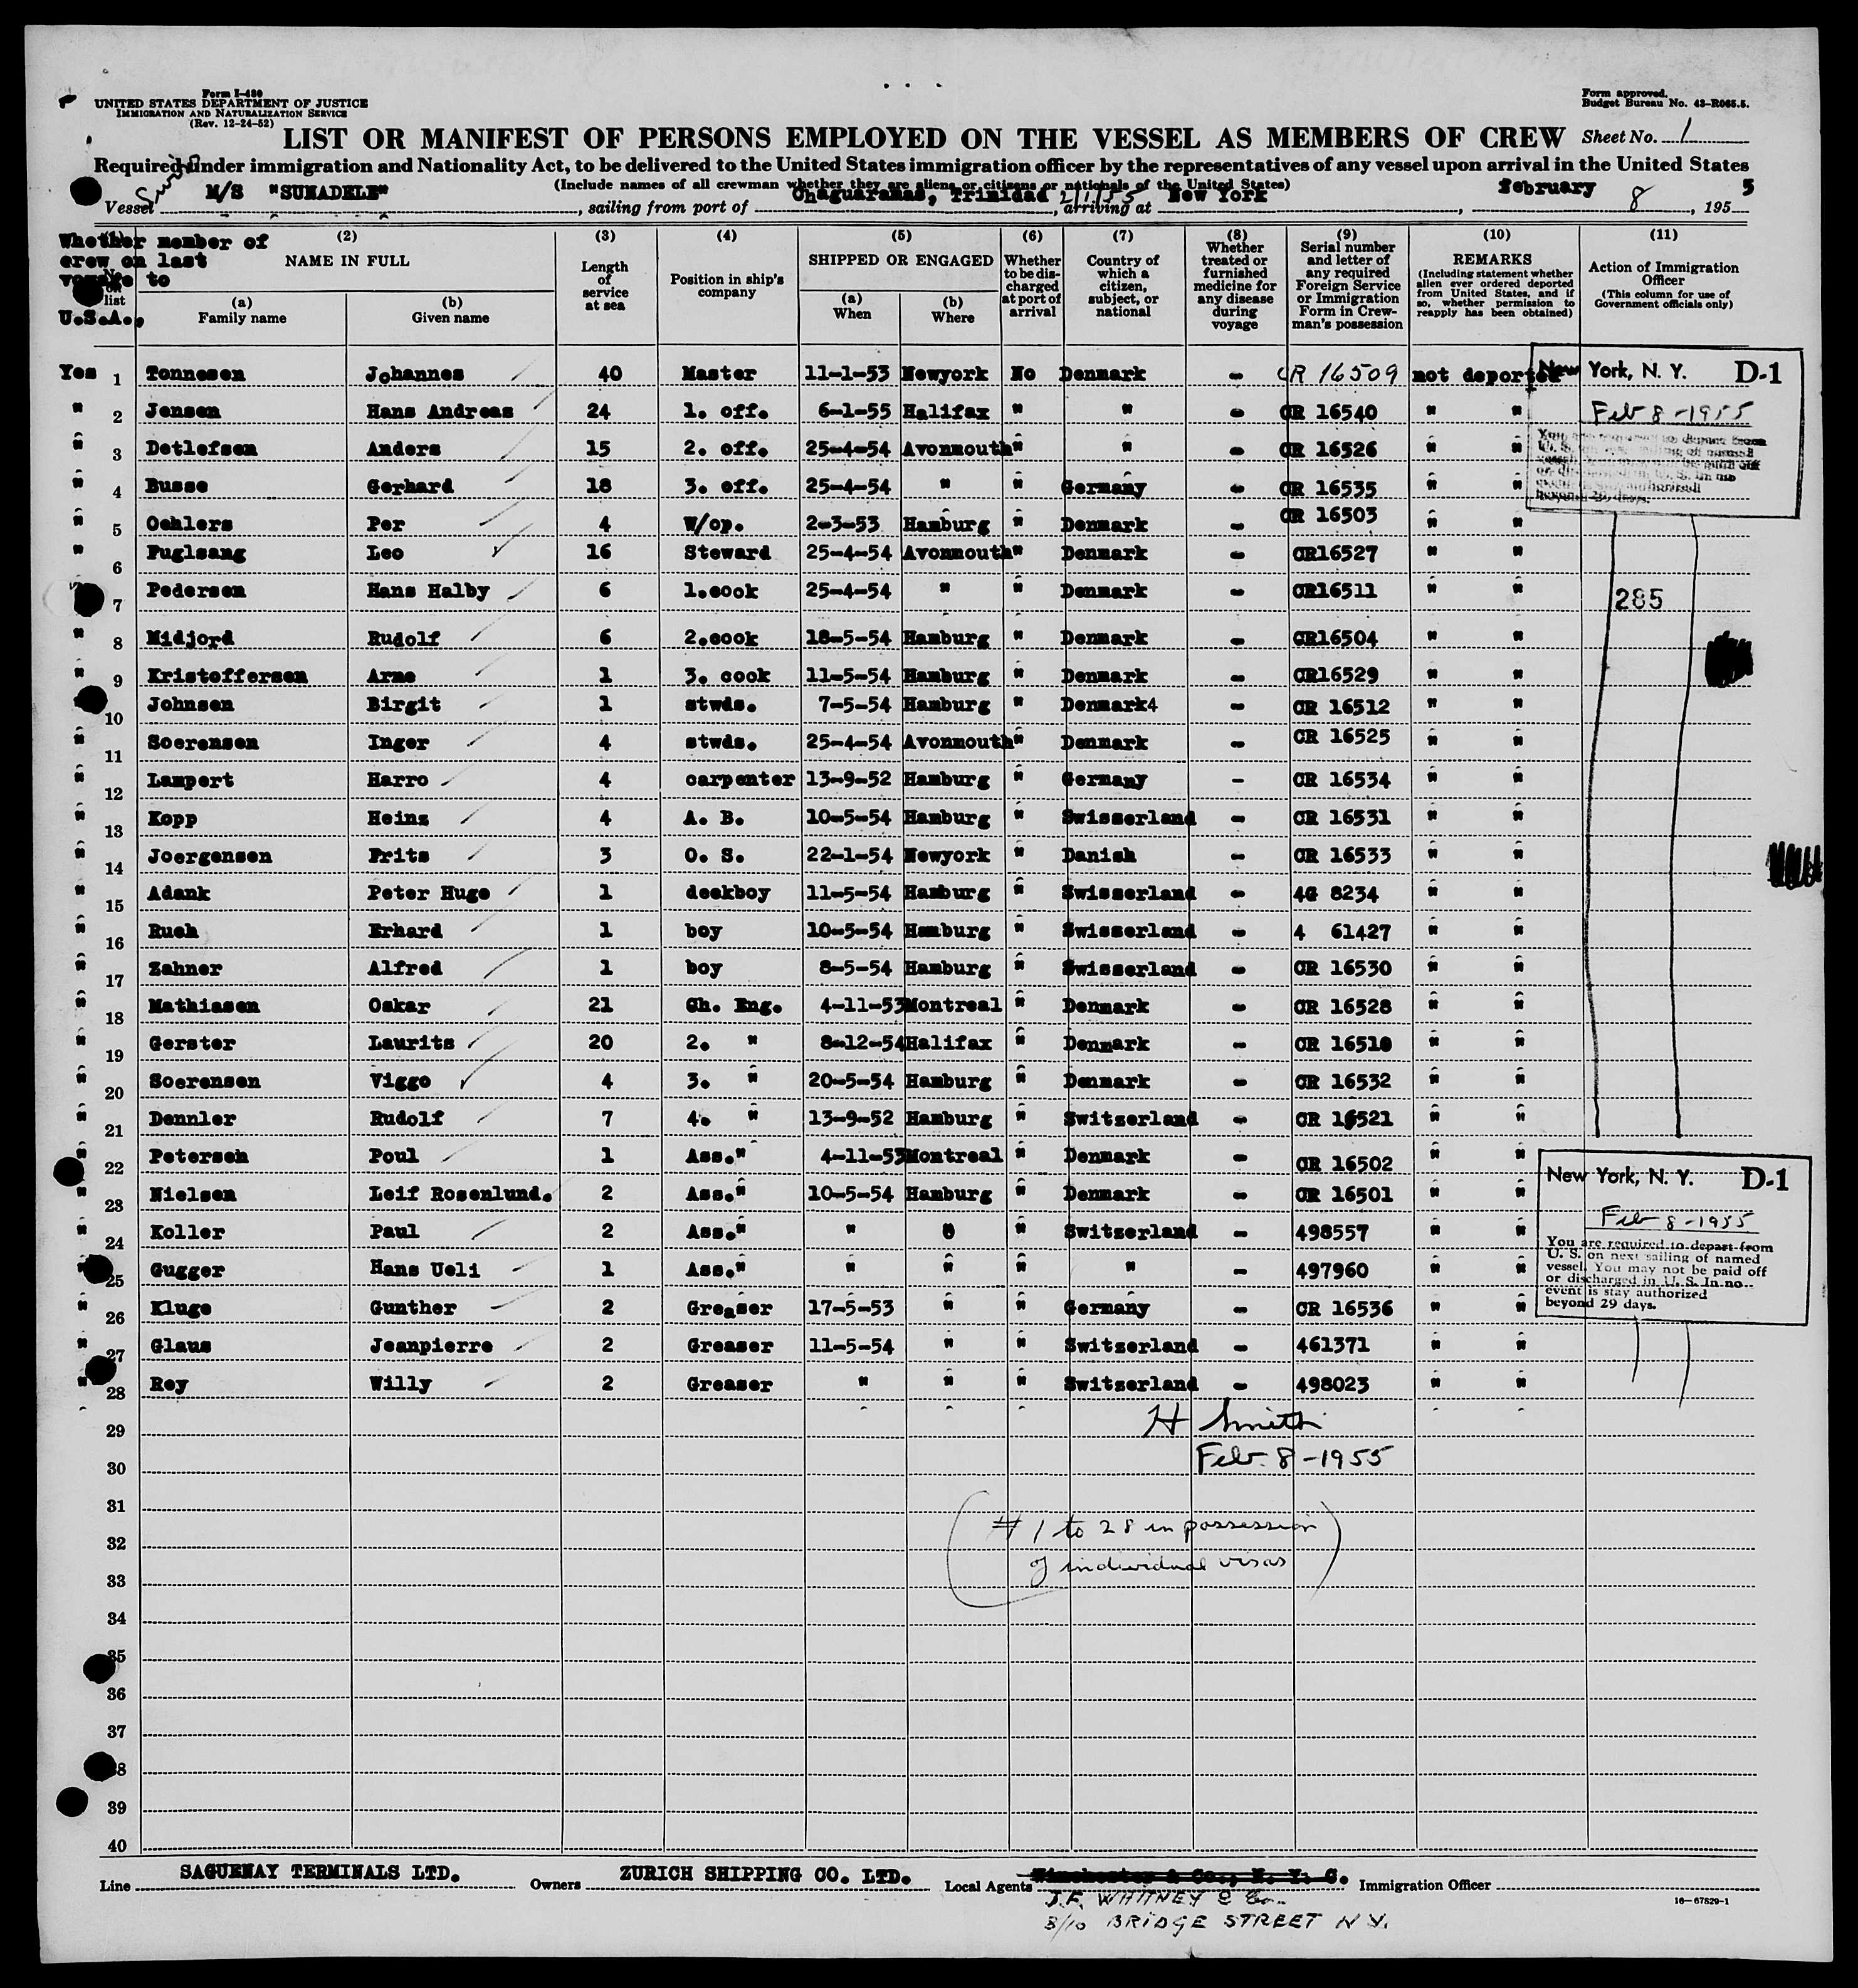 Form I-480
UNITED STATES DEPARTMENT OF JUSTICE
IMMIGRATION AND NATURALIZATION SERVICE
(Rev. 12-24-52)
Form approved.
Budget Bureau No. 43-R065.5.
LIST OR MANIFEST OF PERSONS EMPLOYED ON THE VESSEL AS MEMBERS OF CREW Sheet No. 1
Required under immigration and Nationality Act, to be delivered to the United States immigration officer by the representatives of any vessel upon arrival in the United States
(Include names of all crewman whether they are aliens or citizens or nationals of the United States)
Swiss
Vessel M/S "SUNADELE", sailing from port of Chaguaramas, Trinidad 2/1/55, arriving at New York, february 8, 1955
Whether member of crew on last voyage to U.S.A.,
No. on list
(2) NAME IN FULL (a) Family name (b) Given name
(3) Length of service at sea
(4) Position in ship's company
(5) SHIPPED OR ENGAGED (a) When (b) Where
(6) Whether to be discharged at port of arrival
(7) Country of which a citizen, subject, or national
(8) Whether treated or furnished medicine for any disease during voyage
(9) Serial number and letter of any required Foreign Service or Immigration Form in Crewman's possession
(10) REMARKS (Including statement whether alien ever ordered deported from United States, and if so, whether permission to reapply has been obtained)
(11) Action of Immigration Officer (This column for use of Government officials only)
Yes 1 Tonnesen Johannes 40 Master 11-1-53 Newyork No Denmark - CR 16509 not deported
" 2 Jensen Hans Andreas 24 1. off. 6-1-55 Halifax " " - CR 16540 " "
" 3 Detlefsen Anders 15 2. off. 25-4-54 Avonmouth " " - CR 16526 " "
" 4 Busse Gerhard 18 3. off. 25-4-54 " " Germany - CR 16535 " "
" 5 Oehlers Per 4 W/op. 2-3-53 Hamburg " Denmark - CR 16503 " "
" 6 Fuglsang Leo 16 Steward 25-4-54 Avonmouth " Denmark - CR16527 " "
" 7 Pedersen Hans Halby 6 1.cook 25-4-54 " " Denmark - CR16511 " "
" 8 Midjord Rudolf 6 2.cook 18-5-54 Hamburg " Denmark - CR16504 " "
" 9 Kristoffersen Arne 1 3. cook 11-5-54 Hamburg " Denmark - CR16529 " "
10 Johnsen Birgit 1 stwds. 7-5-54 Hamburg " Denmark4 - CR 16512 " "
" 11 Soerensen Inger 4 stwds. 25-4-54 Avonmouth " Denmark - CR 16525 " "
" 12 Lampert Harro 4 carpenter 13-9-52 Hamburg " Germany - CR 16534 " "
" 13 Kopp Heinz 4 A. B. 10-5-54 Hamburg " Swisserland - CR 16531 " "
" 14 Joergensen Frits 3 O. S. 22-1-54 Newyork " Danish - CR 16533 " "
" 15 Adank Peter Hugo 1 deckboy 11-5-54 Hamburg " Swisserland - 4G 8234 " "
" 16 Ruch Erhard 1 boy 10-5-54 Hamburg " Swisserland - 4 61427 " "
" 17 Zahner Alfred 1 boy 8-5-54 Hamburg " Swisserland - CR 16530 " "
" 18 Mathiasen Oskar 21 Ch. Eng. 4-11-53 Montreal " Denmark - CR 16528 " "
" 19 Gerster Laurits 20 2. " 8-12-54 Halifax " Denmark - CR 16510 " "
" 20 Soerensen Viggo 4 3. " 20-5-54 Hamburg " Denmark - CR 16532 " "
" 21 Dennler Rudolf 7 4. " 13-9-52 Hamburg " Switzerland - CR 16521 " "
22 Petersen Poul 1 Ass." 4-11-53 Montreal " Denmark - CR 16502 " "
" 23 Nielsen Leif Rosenlund. 2 Ass." 10-5-54 Hamburg " Denmark - CR 16501 " "
" 24 Koller Paul 2 Ass." " " " Switzerland - 498557 " "
" 25 Gugger Hans Ueli 1 Ass." " " " " - 497960 " "
" 26 Kluge Gunther 2 Greaser 17-5-53 " " Germany - CR 16536 " "
" 27 Glaus Jeanpierre 2 Greaser 11-5-54 " " Switzerland - 461371 " "
" 28 Roy Willy 2 Greaser " " " Switzerland - 498023 " "
New York, N. Y. D-1
Feb 8-1955
285
New York, N. Y. D-1
Feb 8-1955
You are required to depart from
U. S. on next sailing of named
vessel. You may not be paid off
or discharged in U. S. In no
event is stay authorized
beyond 29 days.
29
H Smith
30
Feb. 8-1955
31
32
# 1 to 28 in possession
33
of individual visas
34
35
36
37
38
39
40
Line SAGUENAY TERMINALS LTD. Owners ZURICH SHIPPING CO. LTD. Local Agents Winchester & Co., N. Y. C. Immigration Officer
J.F. WHITNEY & Co.
8/10 BRIDGE STREET N.Y.
16-67829-1